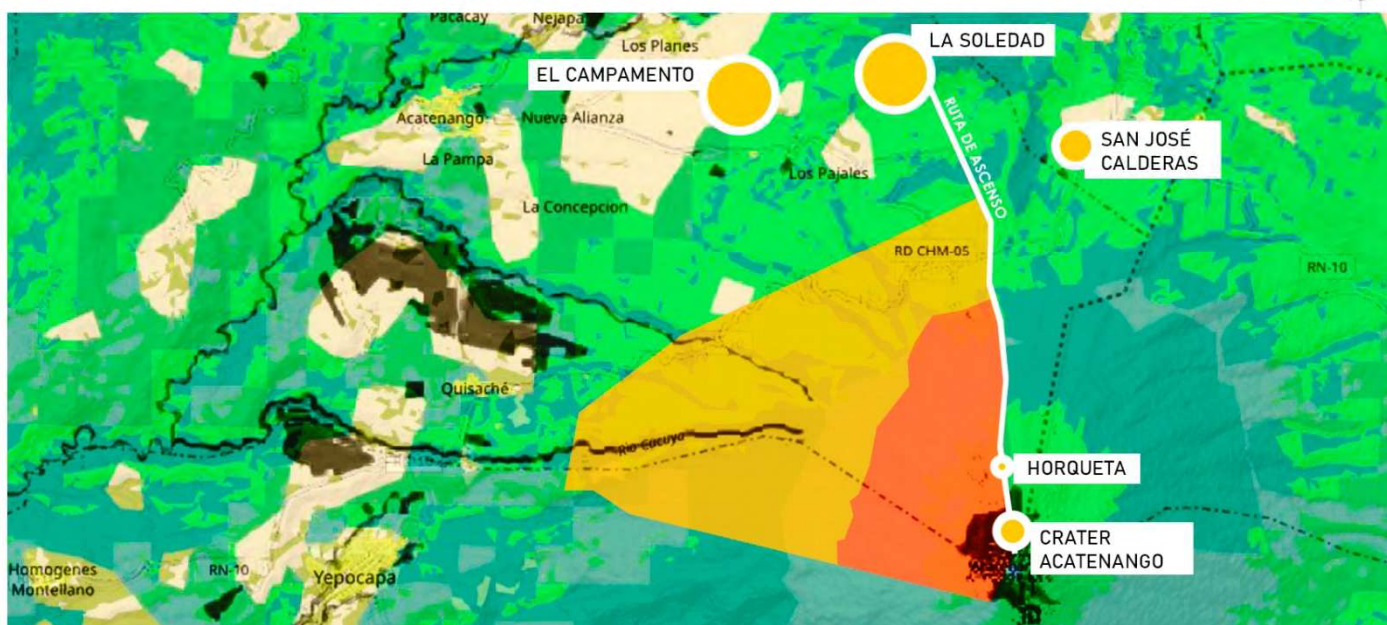 Pacacay
Nejapa
Los Planes
LA SOLEDAD
EL CAMPAMENTO
Acatenango
Nueva Alianza
RUTA DE ASCENSO
SAN JOSÉ
CALDERAS
La Pampa
Los Pajales
La Concepcion
RD CHM-05
RN-10
Quisaché
Rio Cucuya
HORQUETA
CRATER
ACATENANGO
Homogenes
Montellano
RN-10
Yepocapa